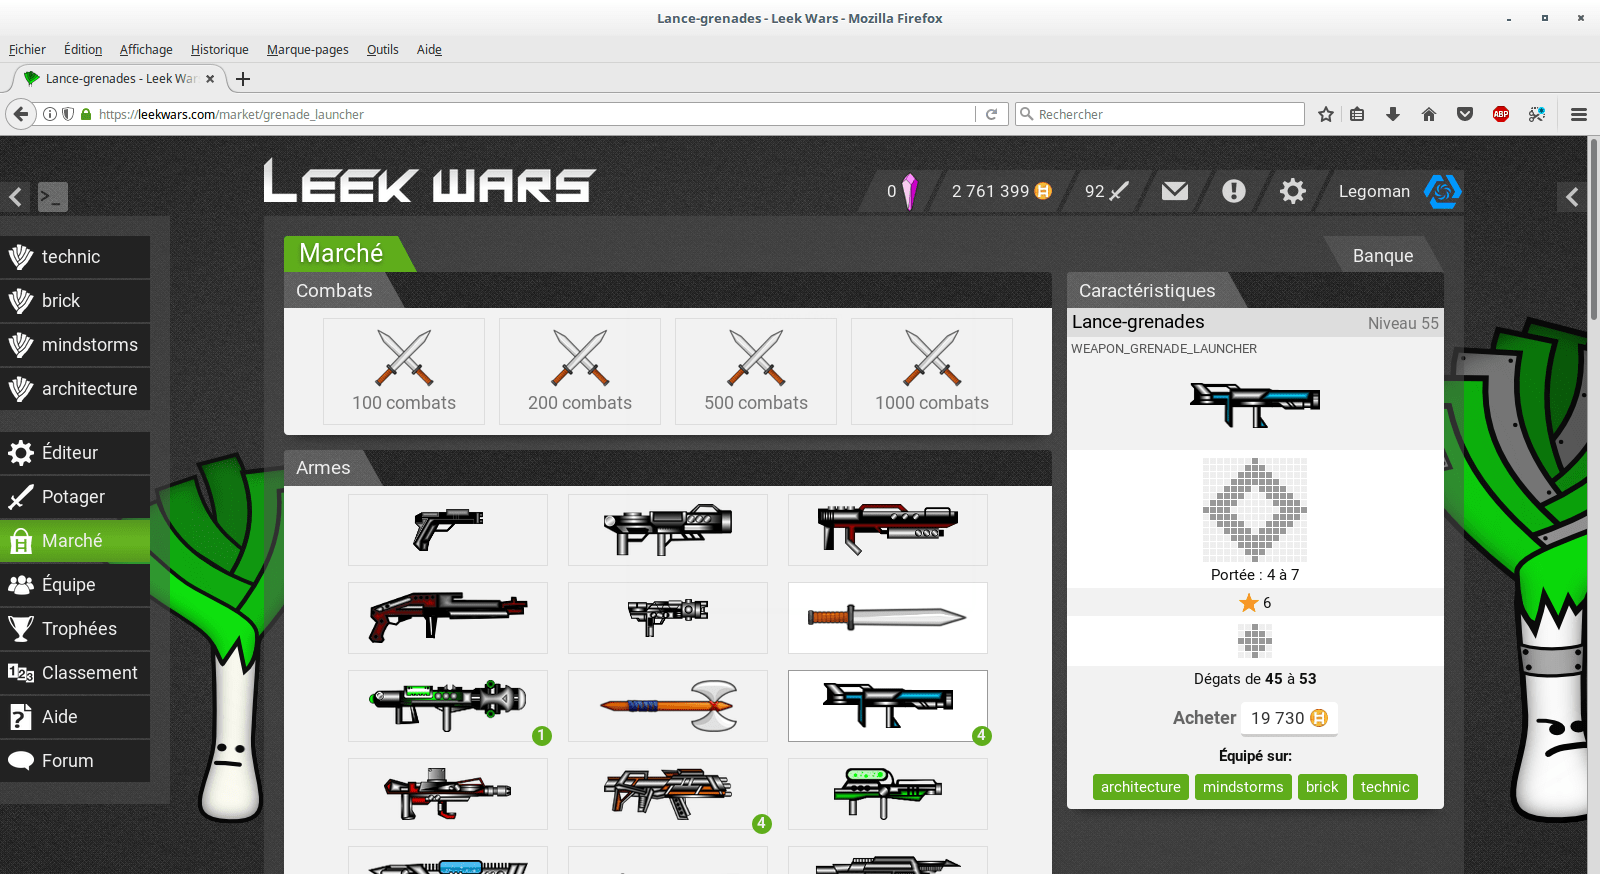 Lance-grenades - Leek Wars - Mozilla Firefox
Fichier Édition Affichage Historique Marque-pages Outils Aide
Lance-grenades - Leek War
https://leekwars.com/market/grenade_launcher
Rechercher
ABP
LEEK WARS
0
2 761 399
92
Legoman
>_
technic
brick
mindstorms
architecture
Éditeur
Potager
Marché
Équipe
Trophées
123
Classement
?
Aide
Forum
Marché
Banque
Combats
100 combats
200 combats
500 combats
1000 combats
Armes
1
4
4
Caractéristiques
Lance-grenades
Niveau 55
WEAPON_GRENADE_LAUNCHER
Portée : 4 à 7
6
Dégats de 45 à 53
Acheter 19 730
Équipé sur:
architecture mindstorms brick technic